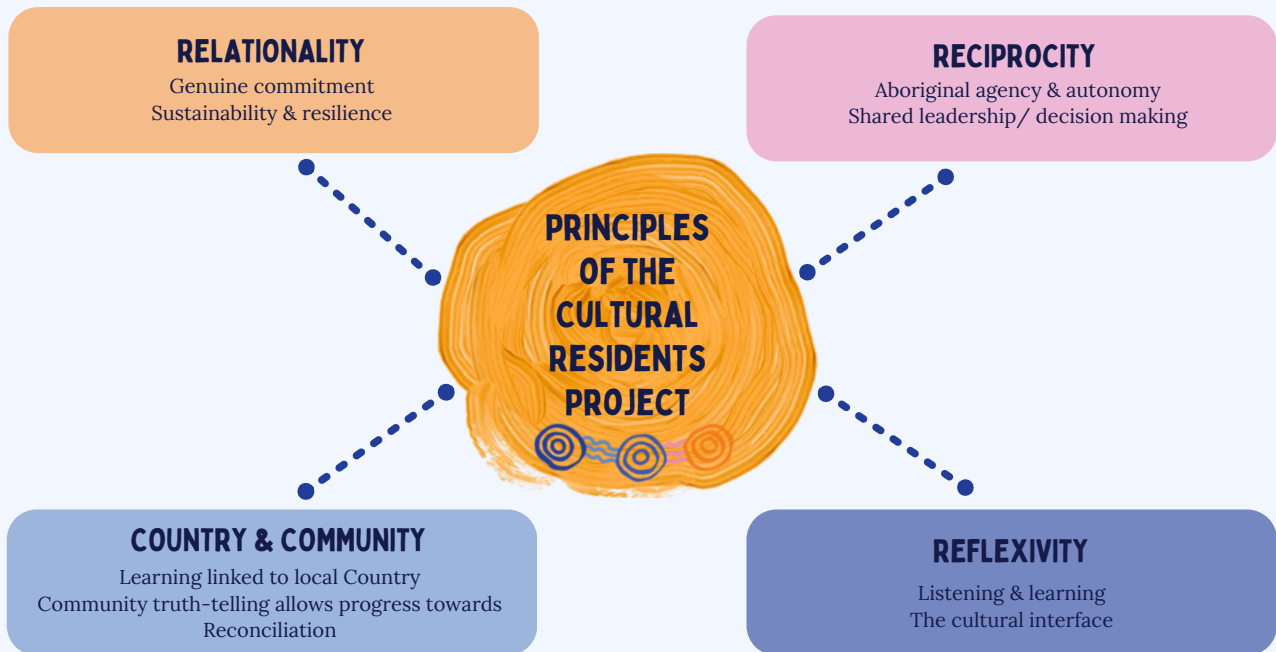 RELATIONALITY
Genuine commitment
Sustainability & resilience
RECIPROCITY
Aboriginal agency & autonomy
Shared leadership/ decision making
PRINCIPLES
OF THE
CULTURAL
RESIDENTS
PROJECT
COUNTRY & COMMUNITY
Learning linked to local Country
Community truth-telling allows progress towards
Reconciliation
REFLEXIVITY
Listening & learning
The cultural interface